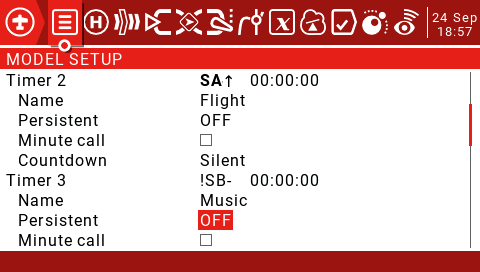 24 Sep
18:57
MODEL SETUP
Timer 2 SA↑ 00:00:00
Name Flight
Persistent OFF
Minute call
Countdown Silent
Timer 3 !SB- 00:00:00
Name Music
Persistent OFF
Minute call